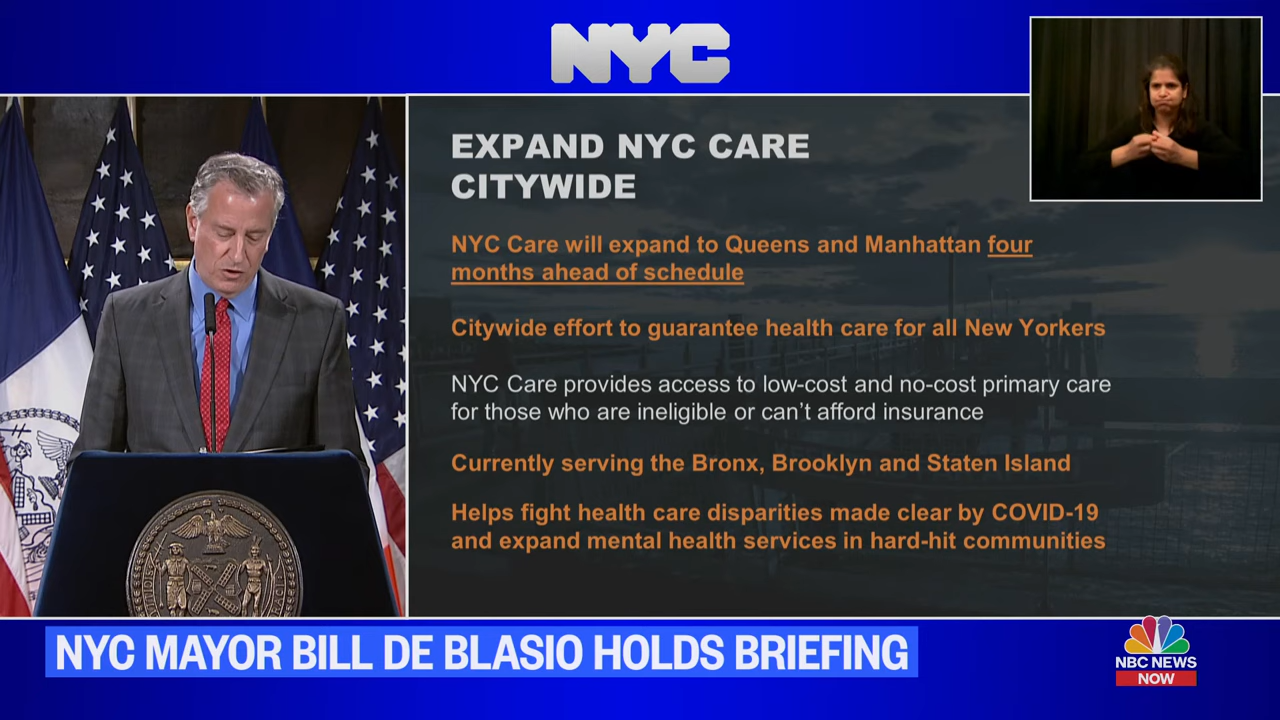 NYC
EXPAND NYC CARE
CITYWIDE
NYC Care will expand to Queens and Manhattan four
months ahead of schedule
Citywide effort to guarantee health care for all New Yorkers
NYC Care provides access to low-cost and no-cost primary care
for those who are ineligible or can't afford insurance
Currently serving the Bronx, Brooklyn and Staten Island
Helps fight health care disparities made clear by COVID-19
and expand mental health services in hard-hit communities
NYC MAYOR BILL DE BLASIO HOLDS BRIEFING
NBC NEWS
NOW